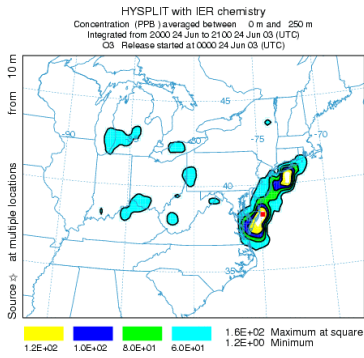 HYSPLIT with IER chemistry
Concentration (PPB) averaged between 0 m and 250 m
Integrated from 2000 24 Jun to 2100 24 Jun 03 (UTC)
O3 Release started at 0000 24 Jun 03 (UTC)
Source ☆ at multiple locations from 10 m
45
-90 -75 -70
40
35
1.2E+02 1.0E+02 8.0E+01 6.0E+01
1.6E+02 Maximum at square
1.2E+00 Minimum